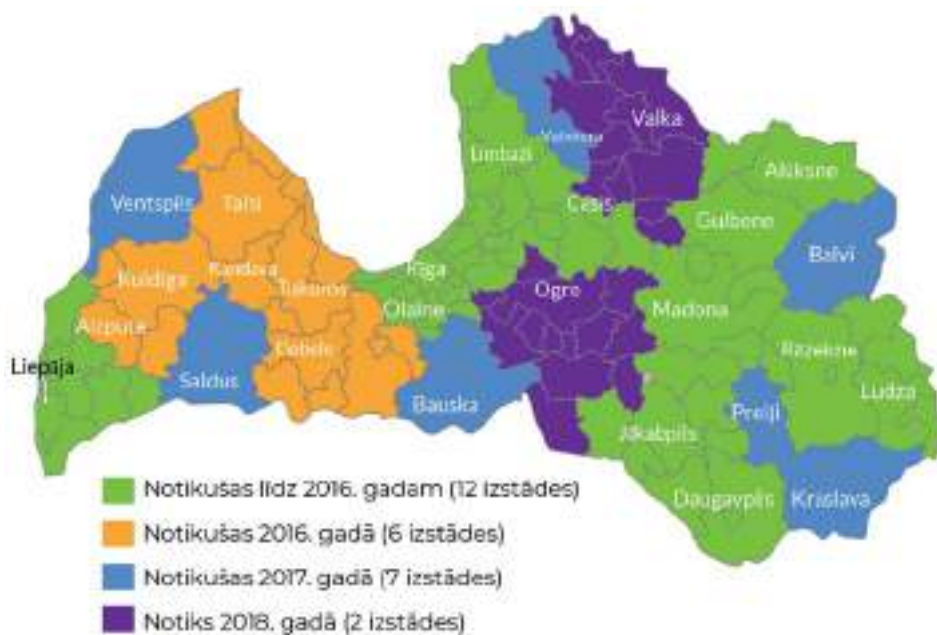 Valka
Valmiera
Limbaži
Alūksne
Ventspils
Talsi
Cēsis
Gulbene
Balvi
Rīga
Kuldīga
Kandava
Tukums
Ogre
Olaine
Madona
Aizpute
Rēzekne
Dobele
Liepāja
Ludza
Saldus
Bauska
Preiļi
Jēkabpils
Daugavpils
Krāslava
Notikušas līdz 2016. gadam (12 izstādes)
Notikušas 2016. gadā (6 izstādes)
Notikušas 2017. gadā (7 izstādes)
Notiks 2018. gadā (2 izstādes)